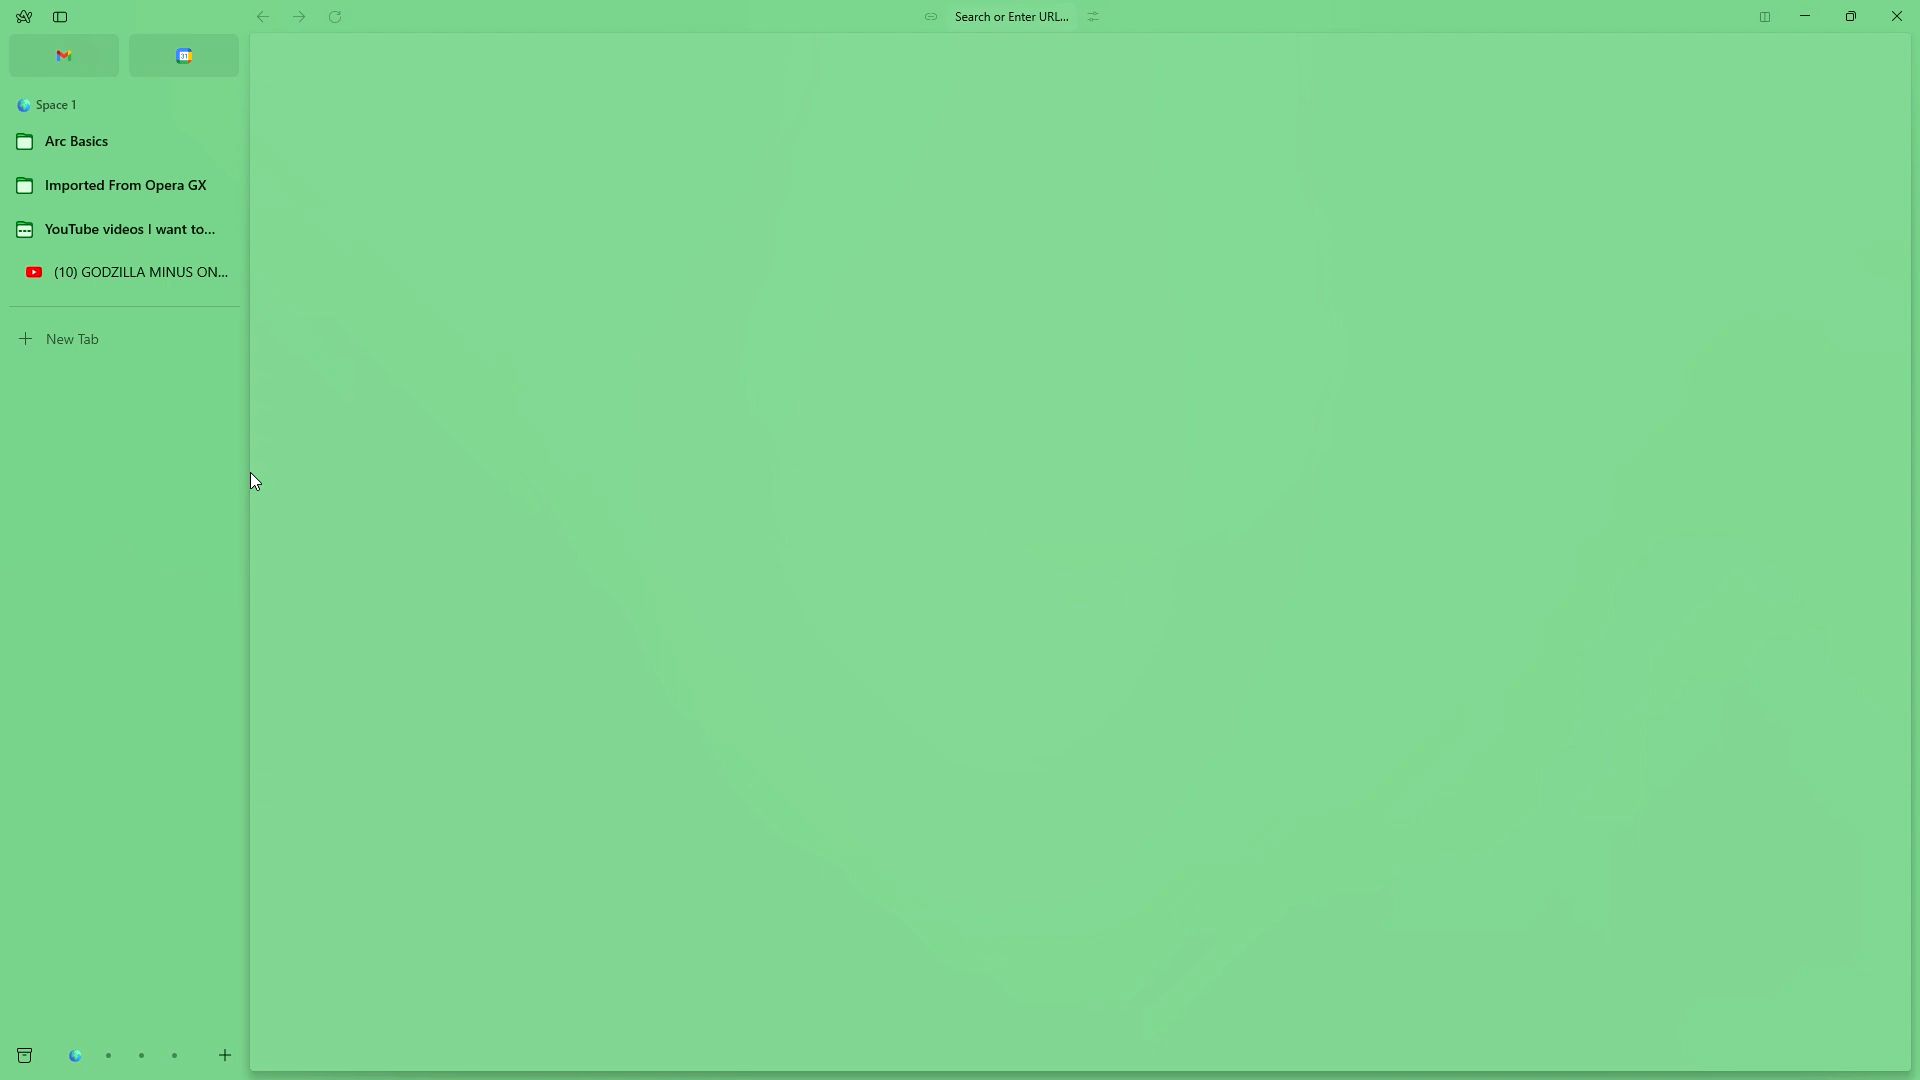 Search or Enter URL...
31
Space 1
Arc Basics
Imported From Opera GX
YouTube videos I want to...
(10) GODZILLA MINUS ON...
New Tab